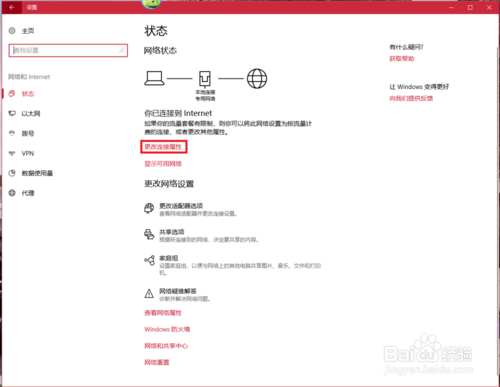 设置
主页
查找设置
网络和 Internet
状态
以太网
拨号
VPN
数据使用量
代理
状态
网络状态
本地连接
专用网络
你已连接到 Internet
如果你的流量套餐有限制，则你可以将此网络设置为按流量计
费的连接，或者更改其他属性。
更改连接属性
显示可用网络
更改网络设置
更改适配器选项
查看网络适配器并更改连接设置。
共享选项
根据所连接到的网络，决定要共享的内容。
家庭组
设置家庭组，以便与网络上的其他电脑共享图片、音乐、文件和打印
机。
网络疑难解答
诊断并解决网络问题。
查看网络属性
Windows 防火墙
网络和共享中心
网络重置
有什么疑问?
获取帮助
让 Windows 变得更好
向我们提供反馈
Baidu 经验
jingyan.baidu.com